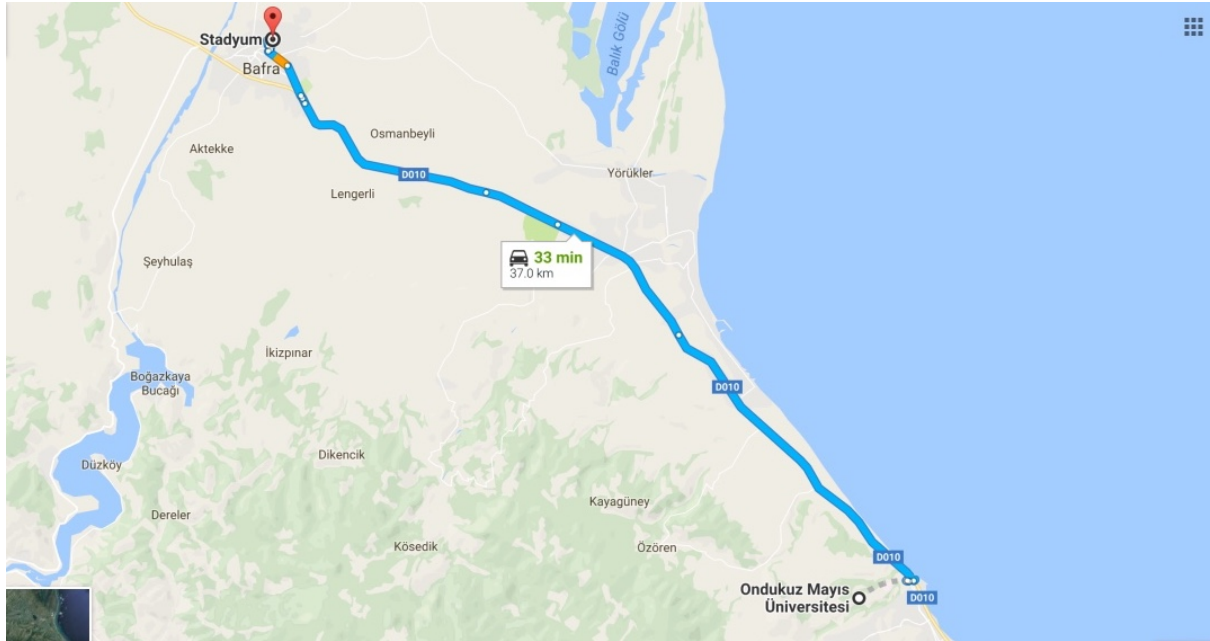 Stadyum
Bafra
Balık Gölü
Osmanbeyli
Aktekke
Yörükler
D010
Lengerli
33 min
37.0 km
Şeyhulaş
İkizpınar
Boğazkaya
Bucağı
D010
Dikencik
Düzköy
Kayagüney
Dereler
Kösedik
Özören
D010
Ondukuz Mayıs
Üniversitesi
D010